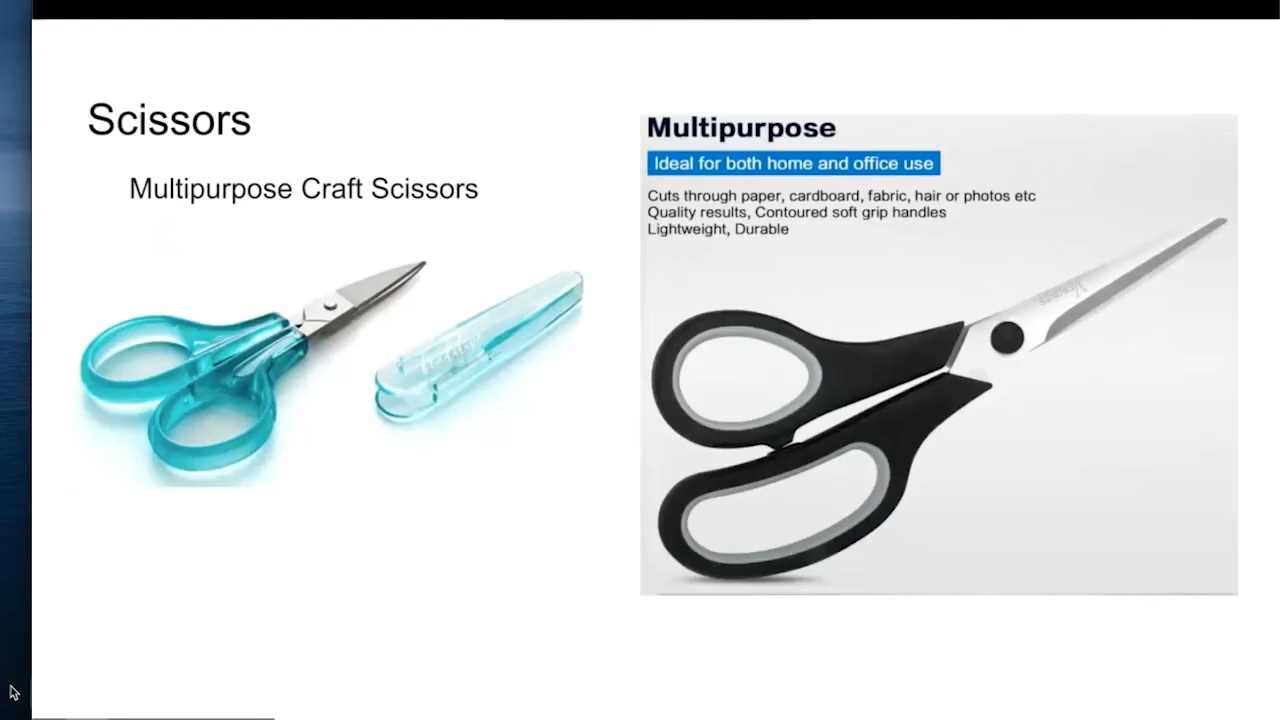 Scissors
Multipurpose Craft Scissors
Multipurpose
Ideal for both home and office use
Cuts through paper, cardboard, fabric, hair or photos etc
Quality results, Contoured soft grip handles
Lightweight, Durable